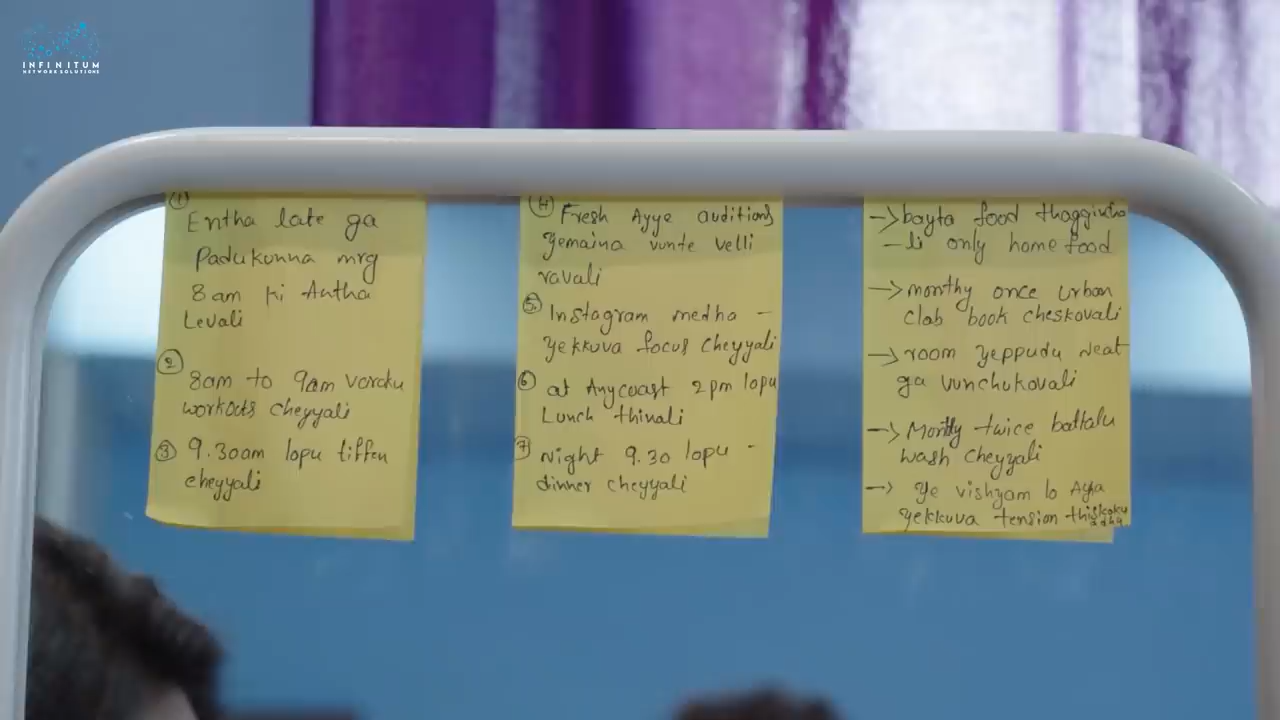 INFINITUM
NETWORK SOLUTIONS
① Entha late ga
Padukunna mrg
8am ki Antha
Levali
② 8am to 9am varaku
workouts cheyyali
③ 9.30am lopu tiffen
cheyyali
④ Fresh Ayye auditions
yemaina vunte velli
ravali
⑤ Instagram medha -
yekkuva focus cheyyali
⑥ at Anycoast 2pm lopu
Lunch thinali
⑦ Night 9.30 lopu -
dinner cheyyali
-> bayta food thaggincha
- li only home food
-> monthy once urban
clab book cheskovali
-> room yeppudu neat
ga vunchukovali
-> Montly twice battalu
wash cheyyali
-> ye vishyam lo Ayna
yekkuva tension thiskoku
adhu